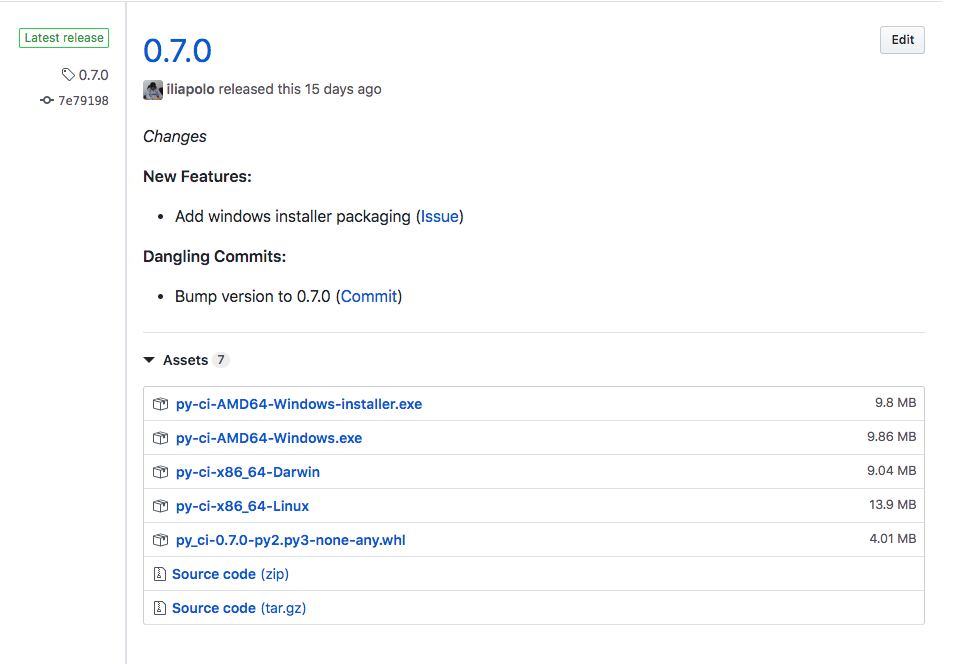 Latest release
0.7.0
7e79198
0.7.0
Edit
iliapolo released this 15 days ago
Changes
New Features:
• Add windows installer packaging (Issue)
Dangling Commits:
• Bump version to 0.7.0 (Commit)
Assets 7
py-ci-AMD64-Windows-installer.exe 9.8 MB
py-ci-AMD64-Windows.exe 9.86 MB
py-ci-x86_64-Darwin 9.04 MB
py-ci-x86_64-Linux 13.9 MB
py_ci-0.7.0-py2.py3-none-any.whl 4.01 MB
Source code (zip)
Source code (tar.gz)